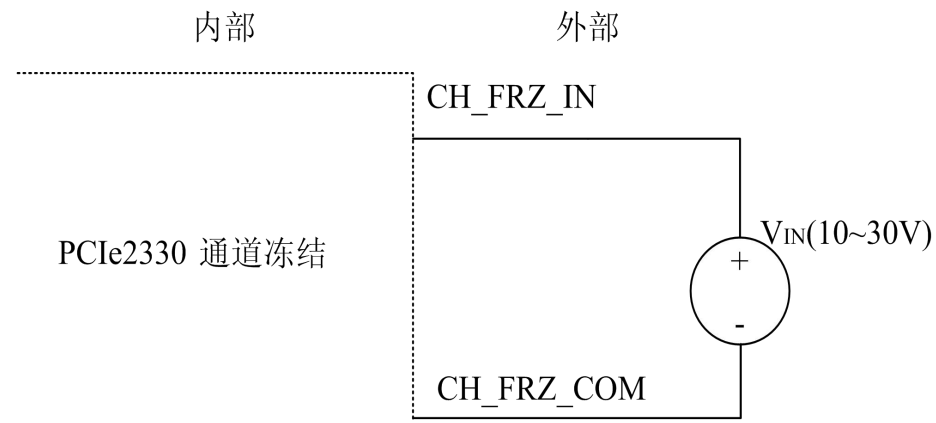 内部 外部
CH_FRZ_IN
PCIe2330 通道冻结
VIN(10~30V)
+
-
CH_FRZ_COM